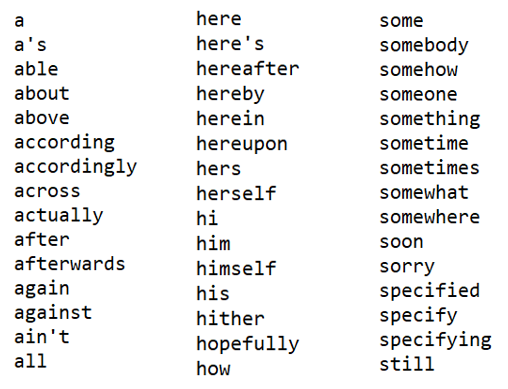 a
a's
able
about
above
according
accordingly
across
actually
after
afterwards
again
against
ain't
all
here
here's
hereafter
hereby
herein
hereupon
hers
herself
hi
him
himself
his
hither
hopefully
how
some
somebody
somehow
someone
something
sometime
sometimes
somewhat
somewhere
soon
sorry
specified
specify
specifying
still